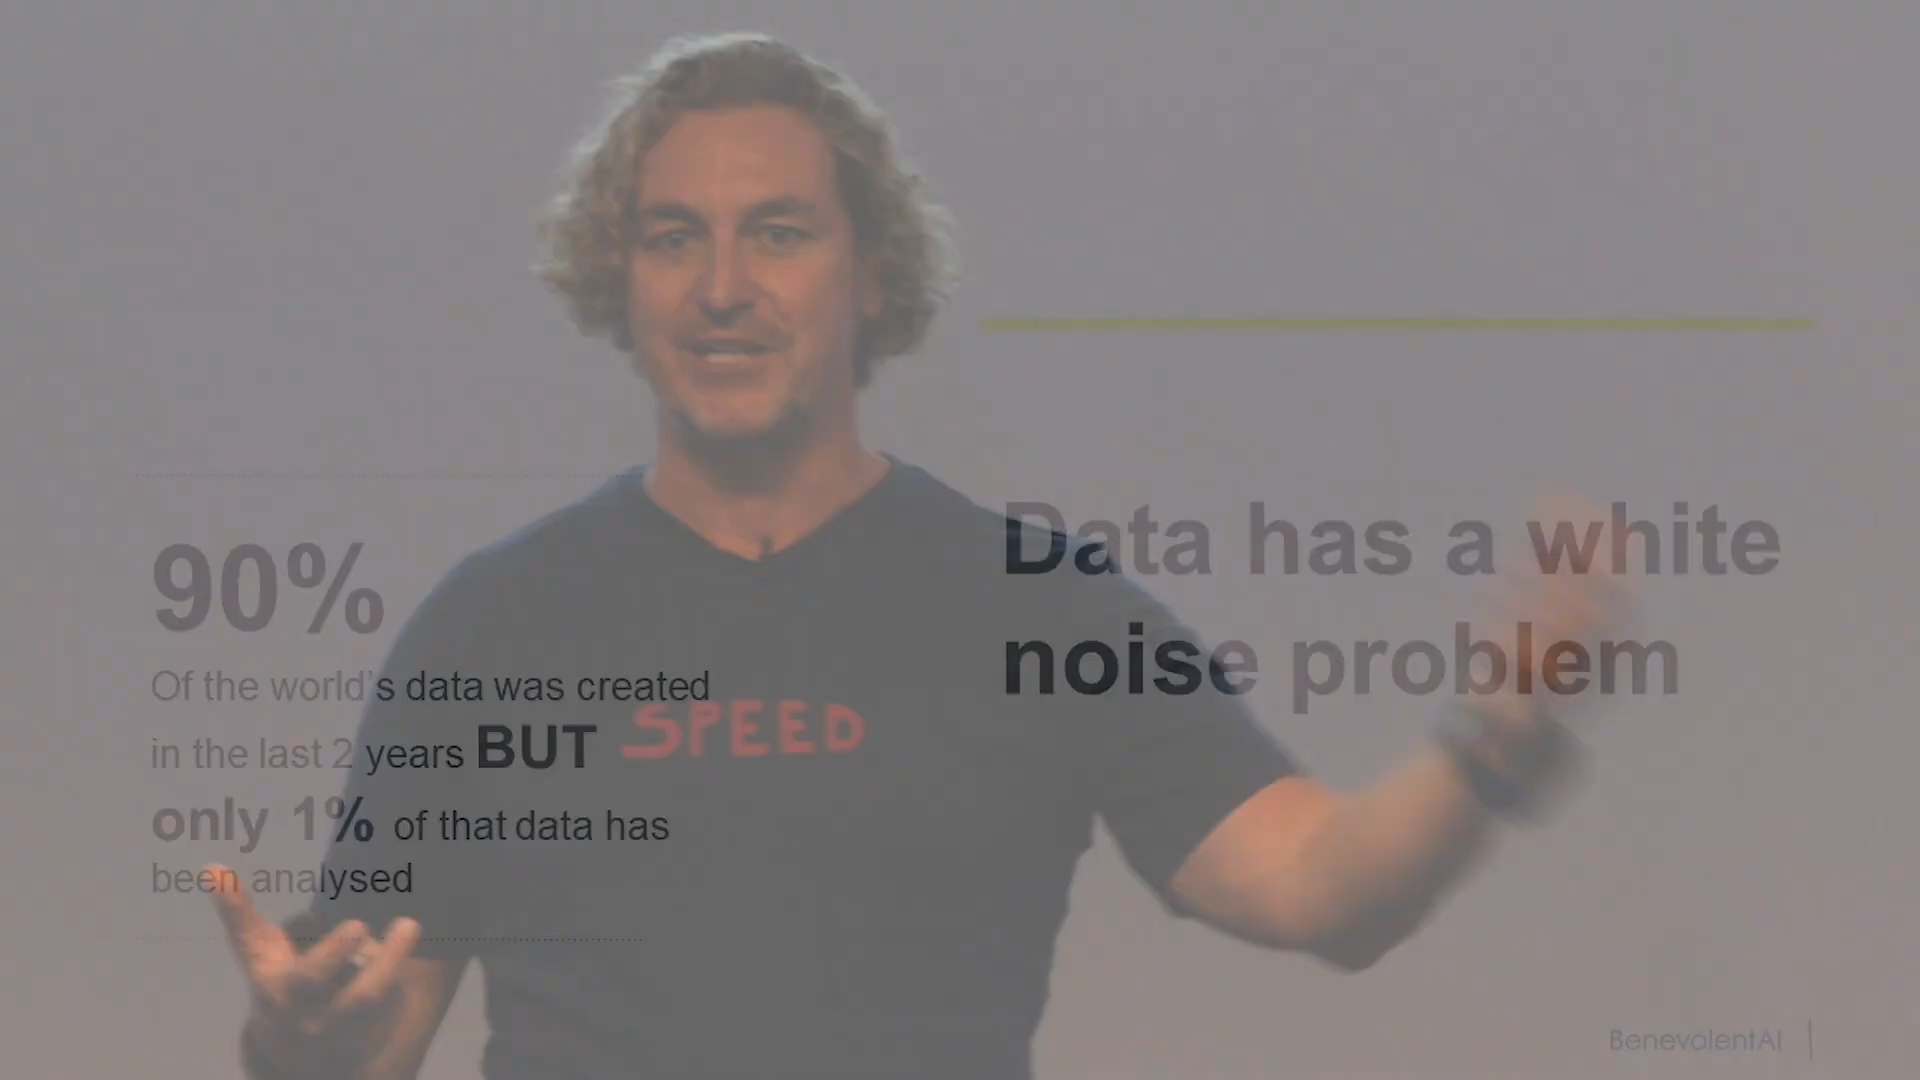 90%
Of the world's data was created
in the last 2 years BUT
only 1% of that data has
been analysed
Data has a white
noise problem
SPEED
BenevolentAI